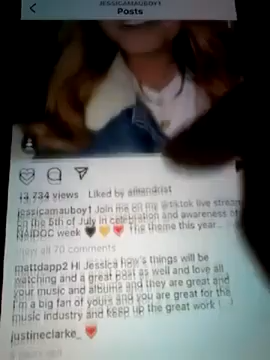 JESSICAMAUBOY1
Posts
13 734 views Liked by amandrist
jessicamauboy1 Join me on my @tiktok live stream
on the 5th of July in celebration and awareness of
NAIDOC week 🖤💛❤️ The theme this year...
View all 70 comments
mattdapp2 Hi Jessica how's things will be
matching and a great post as well and love all
your music and albums and they are great and
I'm a big fan of yours and you are great for the
music industry and keep up the great work !
justineclarke_ ❤️